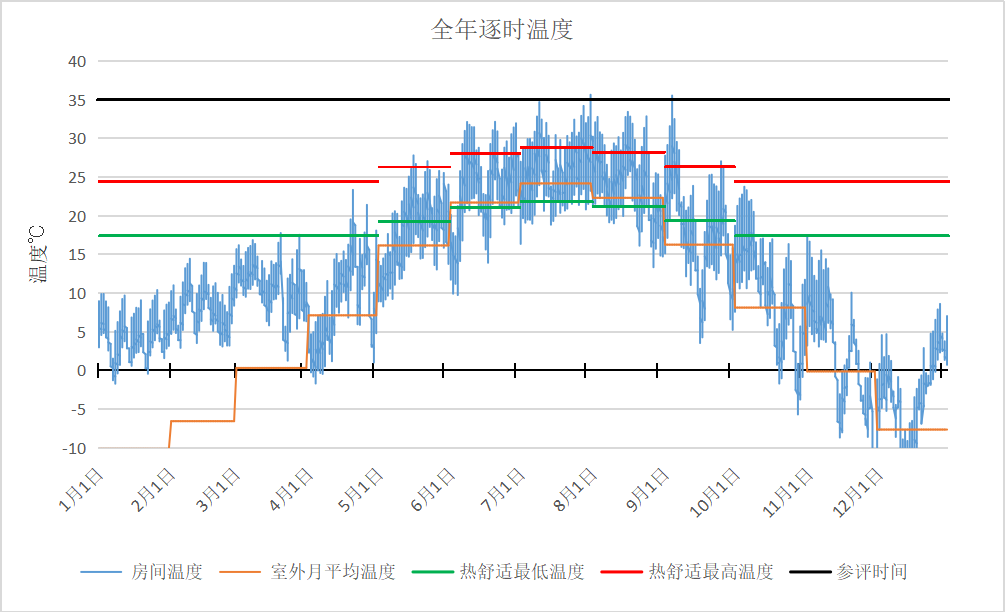 全年逐时温度
40
35
30
25
20
15
10
5
0
-5
-10
温度℃
1月1日
2月1日
3月1日
4月1日
5月1日
6月1日
7月1日
8月1日
9月1日
10月1日
11月1日
12月1日
房间温度 室外月平均温度 热舒适最低温度 热舒适最高温度 参评时间